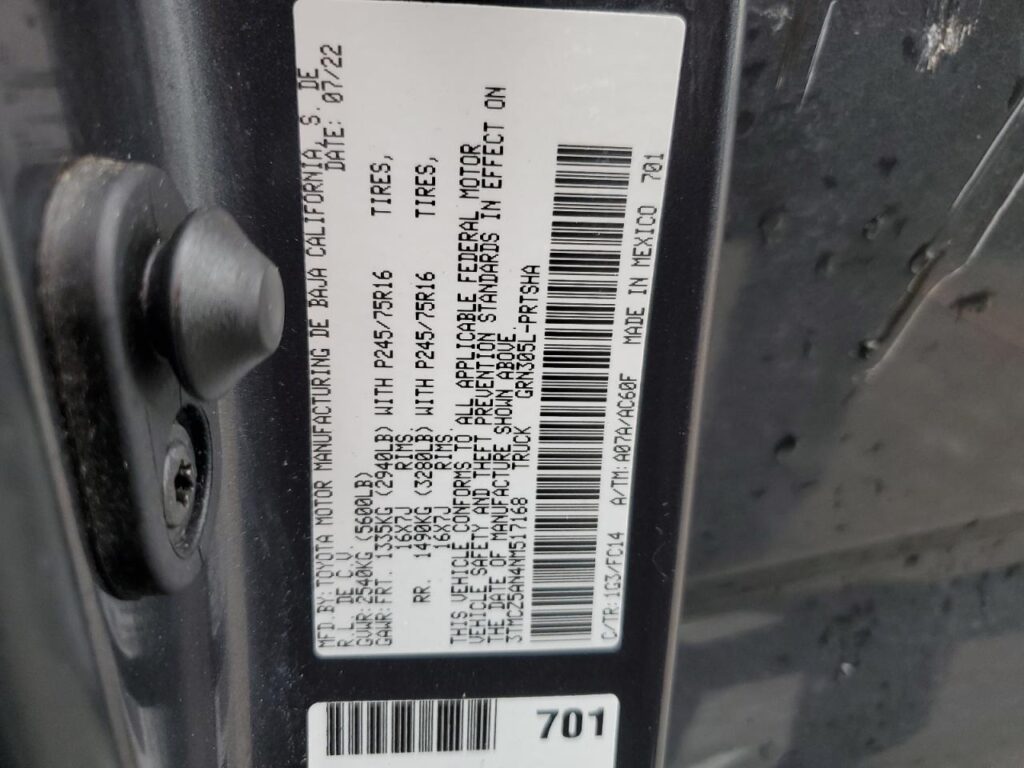 MFD. BY: TOYOTA MOTOR MANUFACTURING DE BAJA CALIFORNIA, S. DE
R. L. DE C. V. DATE: 07/22
GVWR: 2540KG (5600LB)
GAWR: FRT. 1335KG (2940LB) WITH P245/75R16 TIRES,
16X7J RIMS
RR. 1490KG (3280LB) WITH P245/75R16 TIRES,
16X7J RIMS
THIS VEHICLE CONFORMS TO ALL APPLICABLE FEDERAL MOTOR
VEHICLE SAFETY AND THEFT PREVENTION STANDARDS IN EFFECT ON
THE DATE OF MANUFACTURE SHOWN ABOVE.
3TMCZ5AN4NM517168 TRUCK GRN305L-PRTSHA
C/TR: 1G3/FC14 A/TM: A07A/AC60F MADE IN MEXICO 701
701